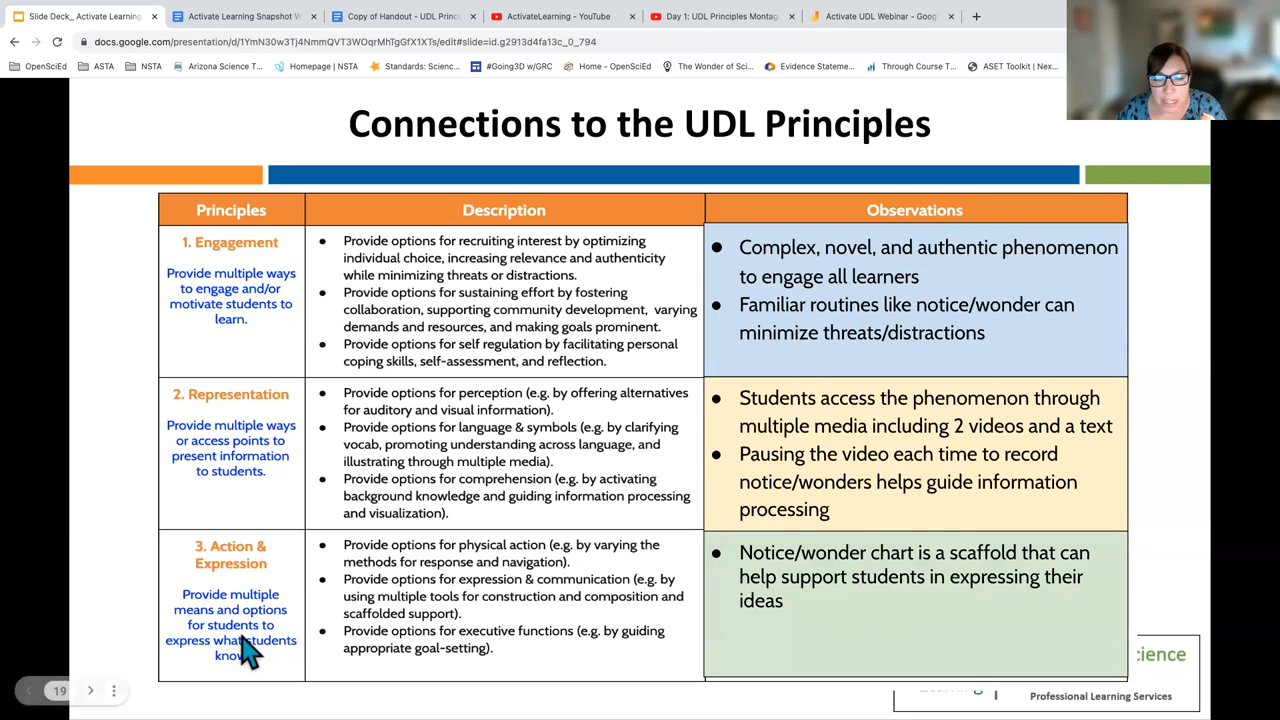 Slide Deck_ Activate Learning
Activate Learning Snapshot W
Copy of Handout - UDL Princi
ActivateLearning - YouTube
Day 1: UDL Principles Montag
Activate UDL Webinar - Goog
docs.google.com/presentation/d/1YmN30w3Tj4NmmQVT3WOqrMhTgGfX1XTs/edit#slide=id.g2913d4fa13c_0_794
OpenSciEd
ASTA
NSTA
Arizona Science T...
Homepage | NSTA
Standards: Scienc...
#Going3D w/GRC
Home - OpenSciEd
The Wonder of Sci...
Evidence Stateme...
Through Course T...
ASET Toolkit | Nex...
Connections to the UDL Principles
Principles
Description
Observations
1. Engagement
Provide multiple ways
to engage and/or
motivate students to
learn.
● Provide options for recruiting interest by optimizing
individual choice, increasing relevance and authenticity
while minimizing threats or distractions.
● Provide options for sustaining effort by fostering
collaboration, supporting community development, varying
demands and resources, and making goals prominent.
● Provide options for self regulation by facilitating personal
coping skills, self-assessment, and reflection.
● Complex, novel, and authentic phenomenon
to engage all learners
● Familiar routines like notice/wonder can
minimize threats/distractions
2. Representation
Provide multiple ways
or access points to
present information
to students.
● Provide options for perception (e.g. by offering alternatives
for auditory and visual information).
● Provide options for language & symbols (e.g. by clarifying
vocab, promoting understanding across language, and
illustrating through multiple media).
● Provide options for comprehension (e.g. by activating
background knowledge and guiding information processing
and visualization).
● Students access the phenomenon through
multiple media including 2 videos and a text
● Pausing the video each time to record
notice/wonders helps guide information
processing
3. Action &
Expression
Provide multiple
means and options
for students to
express what students
know
● Provide options for physical action (e.g. by varying the
methods for response and navigation).
● Provide options for expression & communication (e.g. by
using multiple tools for construction and composition and
scaffolded support).
● Provide options for executive functions (e.g. by guiding
appropriate goal-setting).
● Notice/wonder chart is a scaffold that can
help support students in expressing their
ideas
19
cience
Professional Learning Services